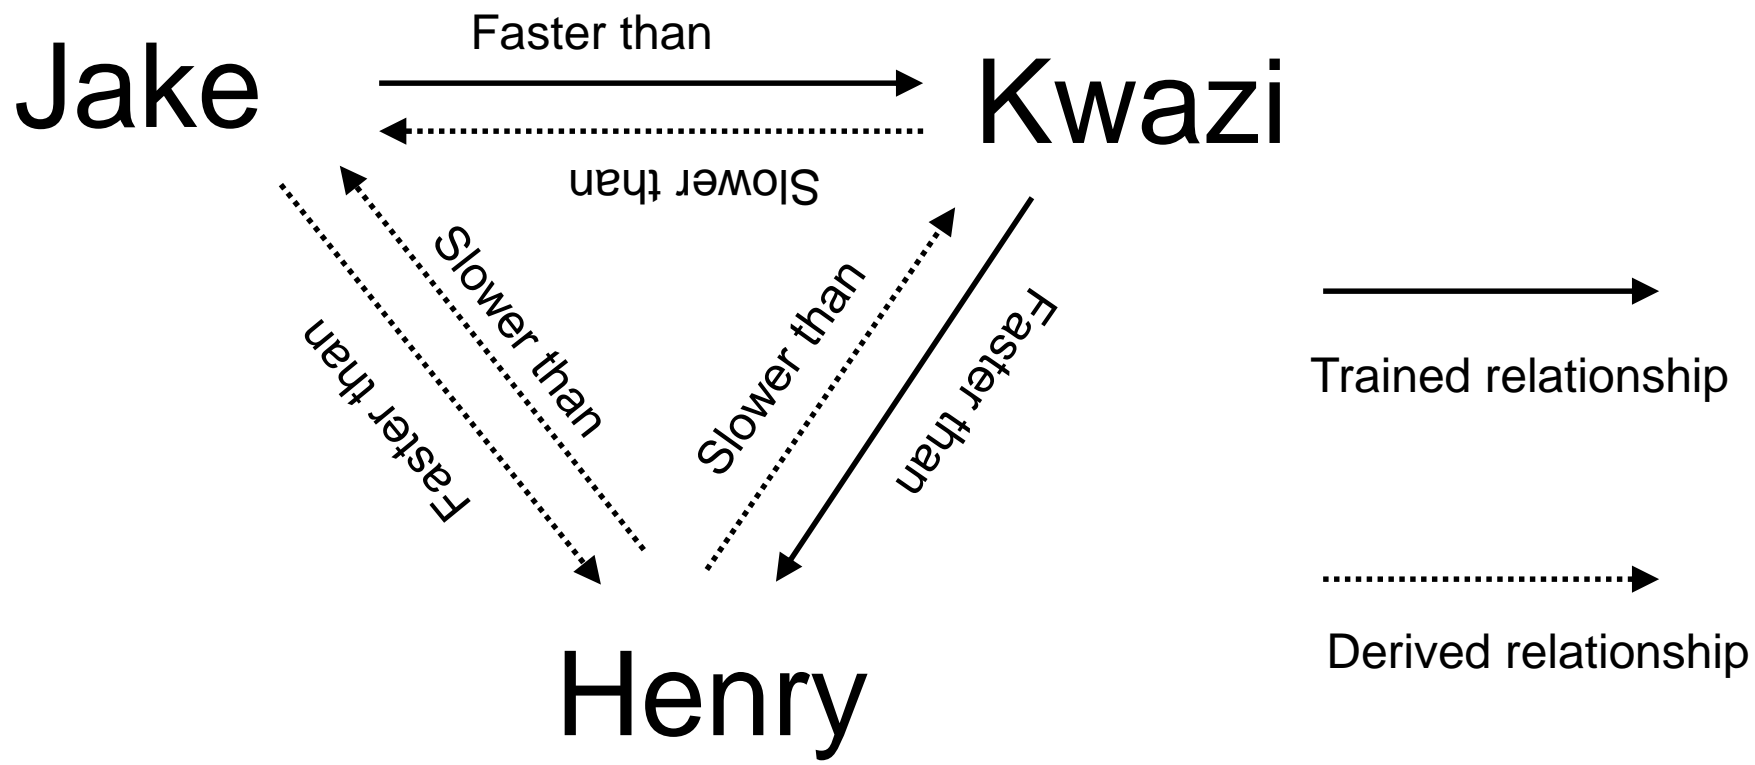 Faster than
Jake
Kwazi
Slower than
Slower than
Faster than
Slower than
Faster than
Trained relationship
Derived relationship
Henry